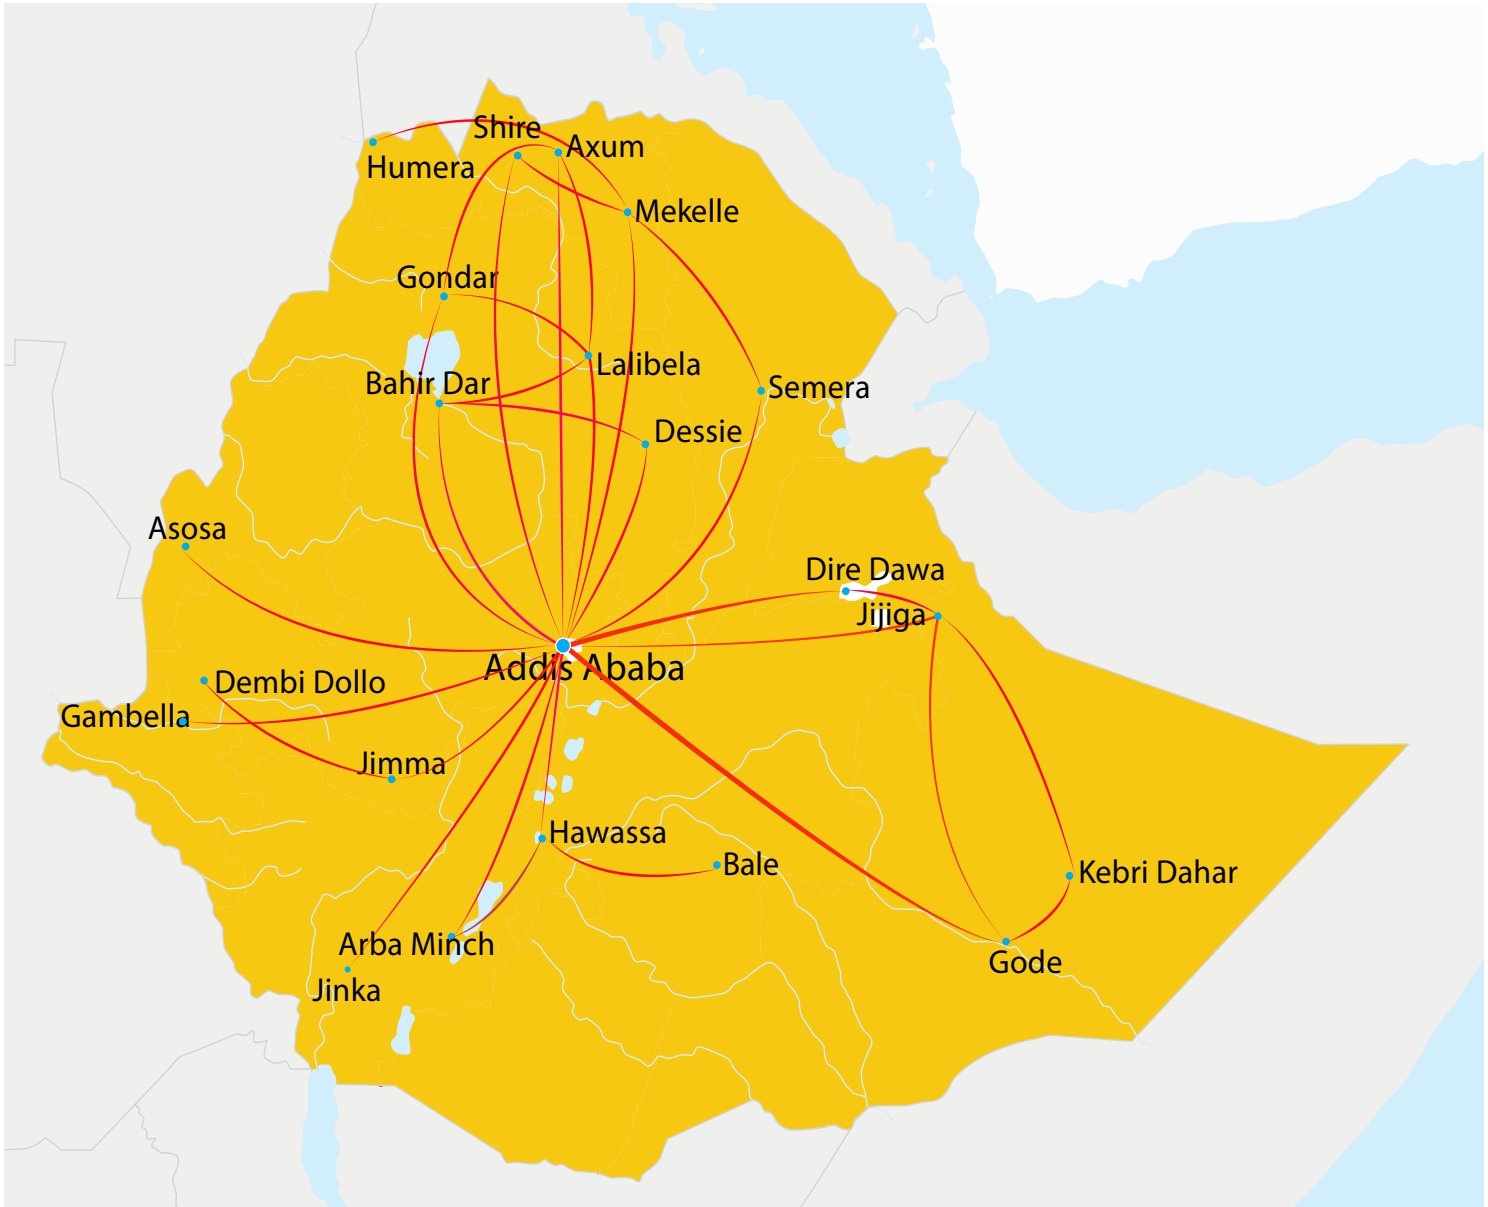 Shire
Axum
Humera
Mekelle
Gondar
Lalibela
Bahir Dar
Semera
Dessie
Asosa
Dire Dawa
Jijiga
Addis Ababa
Dembi Dollo
Gambella
Jimma
Hawassa
Bale
Kebri Dahar
Arba Minch
Gode
Jinka